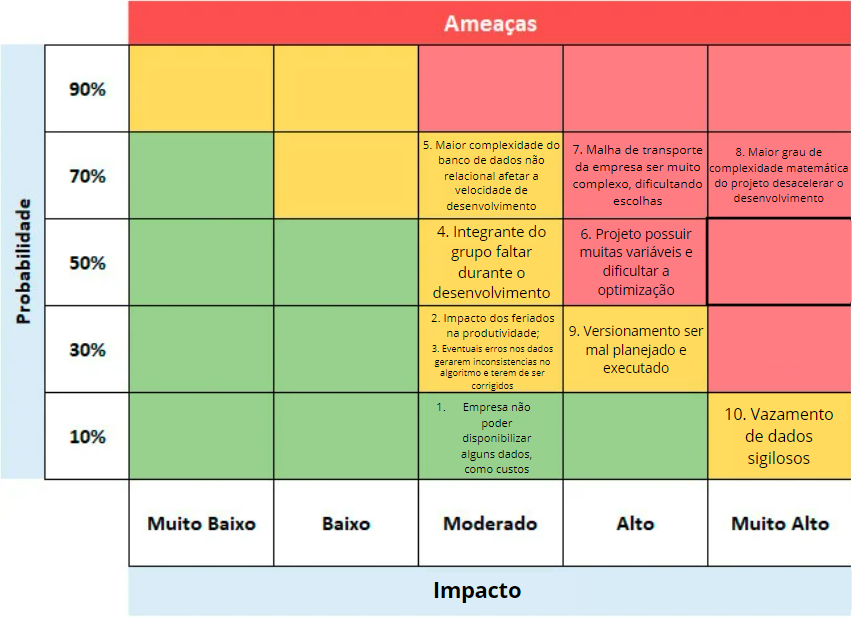 Ameaças
Probabilidade
90%
70%
5. Maior complexidade do
banco de dados não
relacional afetar a
velocidade de
desenvolvimento
7. Malha de transporte
da empresa ser muito
complexo, dificultando
escolhas
8. Maior grau de
complexidade matemática
do projeto desacelerar o
desenvolvimento
50%
4. Integrante do
grupo faltar
durante o
desenvolvimento
6. Projeto possuir
muitas variáveis e
dificultar a
optimização
30%
2. Impacto dos feriados
na produtividade;
3. Eventuais erros nos dados
gerarem inconsistencias no
algoritmo e terem de ser
corrigidos
9. Versionamento ser
mal planejado e
executado
10%
1. Empresa não
poder
disponibilizar
alguns dados,
como custos
10. Vazamento
de dados
sigilosos
Muito Baixo
Baixo
Moderado
Alto
Muito Alto
Impacto